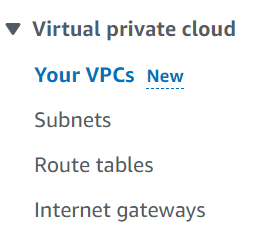 Virtual private cloud
Your VPCs New
Subnets
Route tables
Internet gateways